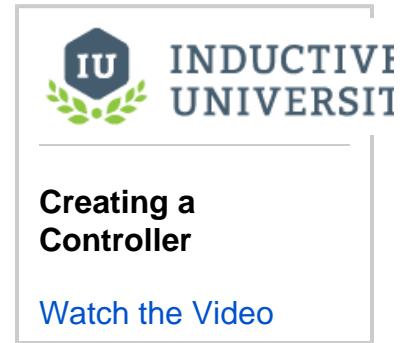 IU
INDUCTIVE
UNIVERSIT
Creating a
Controller
Watch the Video